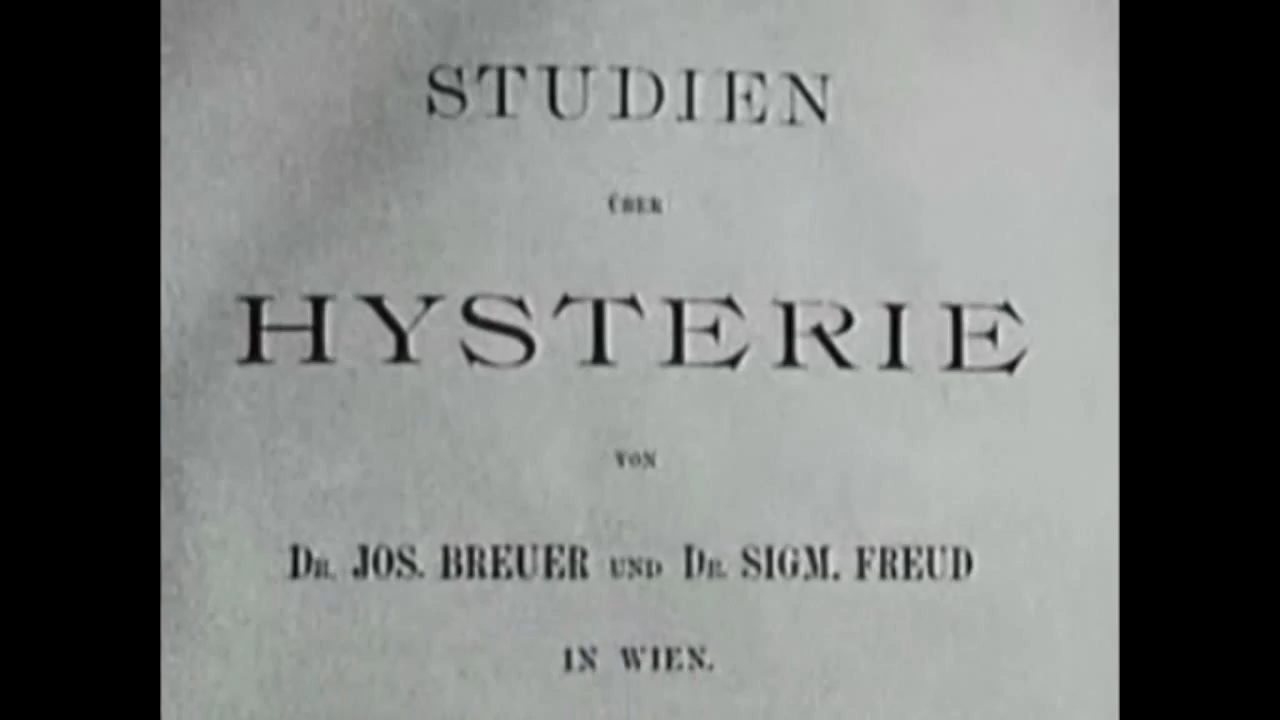 STUDIEN
ÜBER
HYSTERIE
VON
DR. JOS. BREUER UND DR. SIGM. FREUD
IN WIEN.